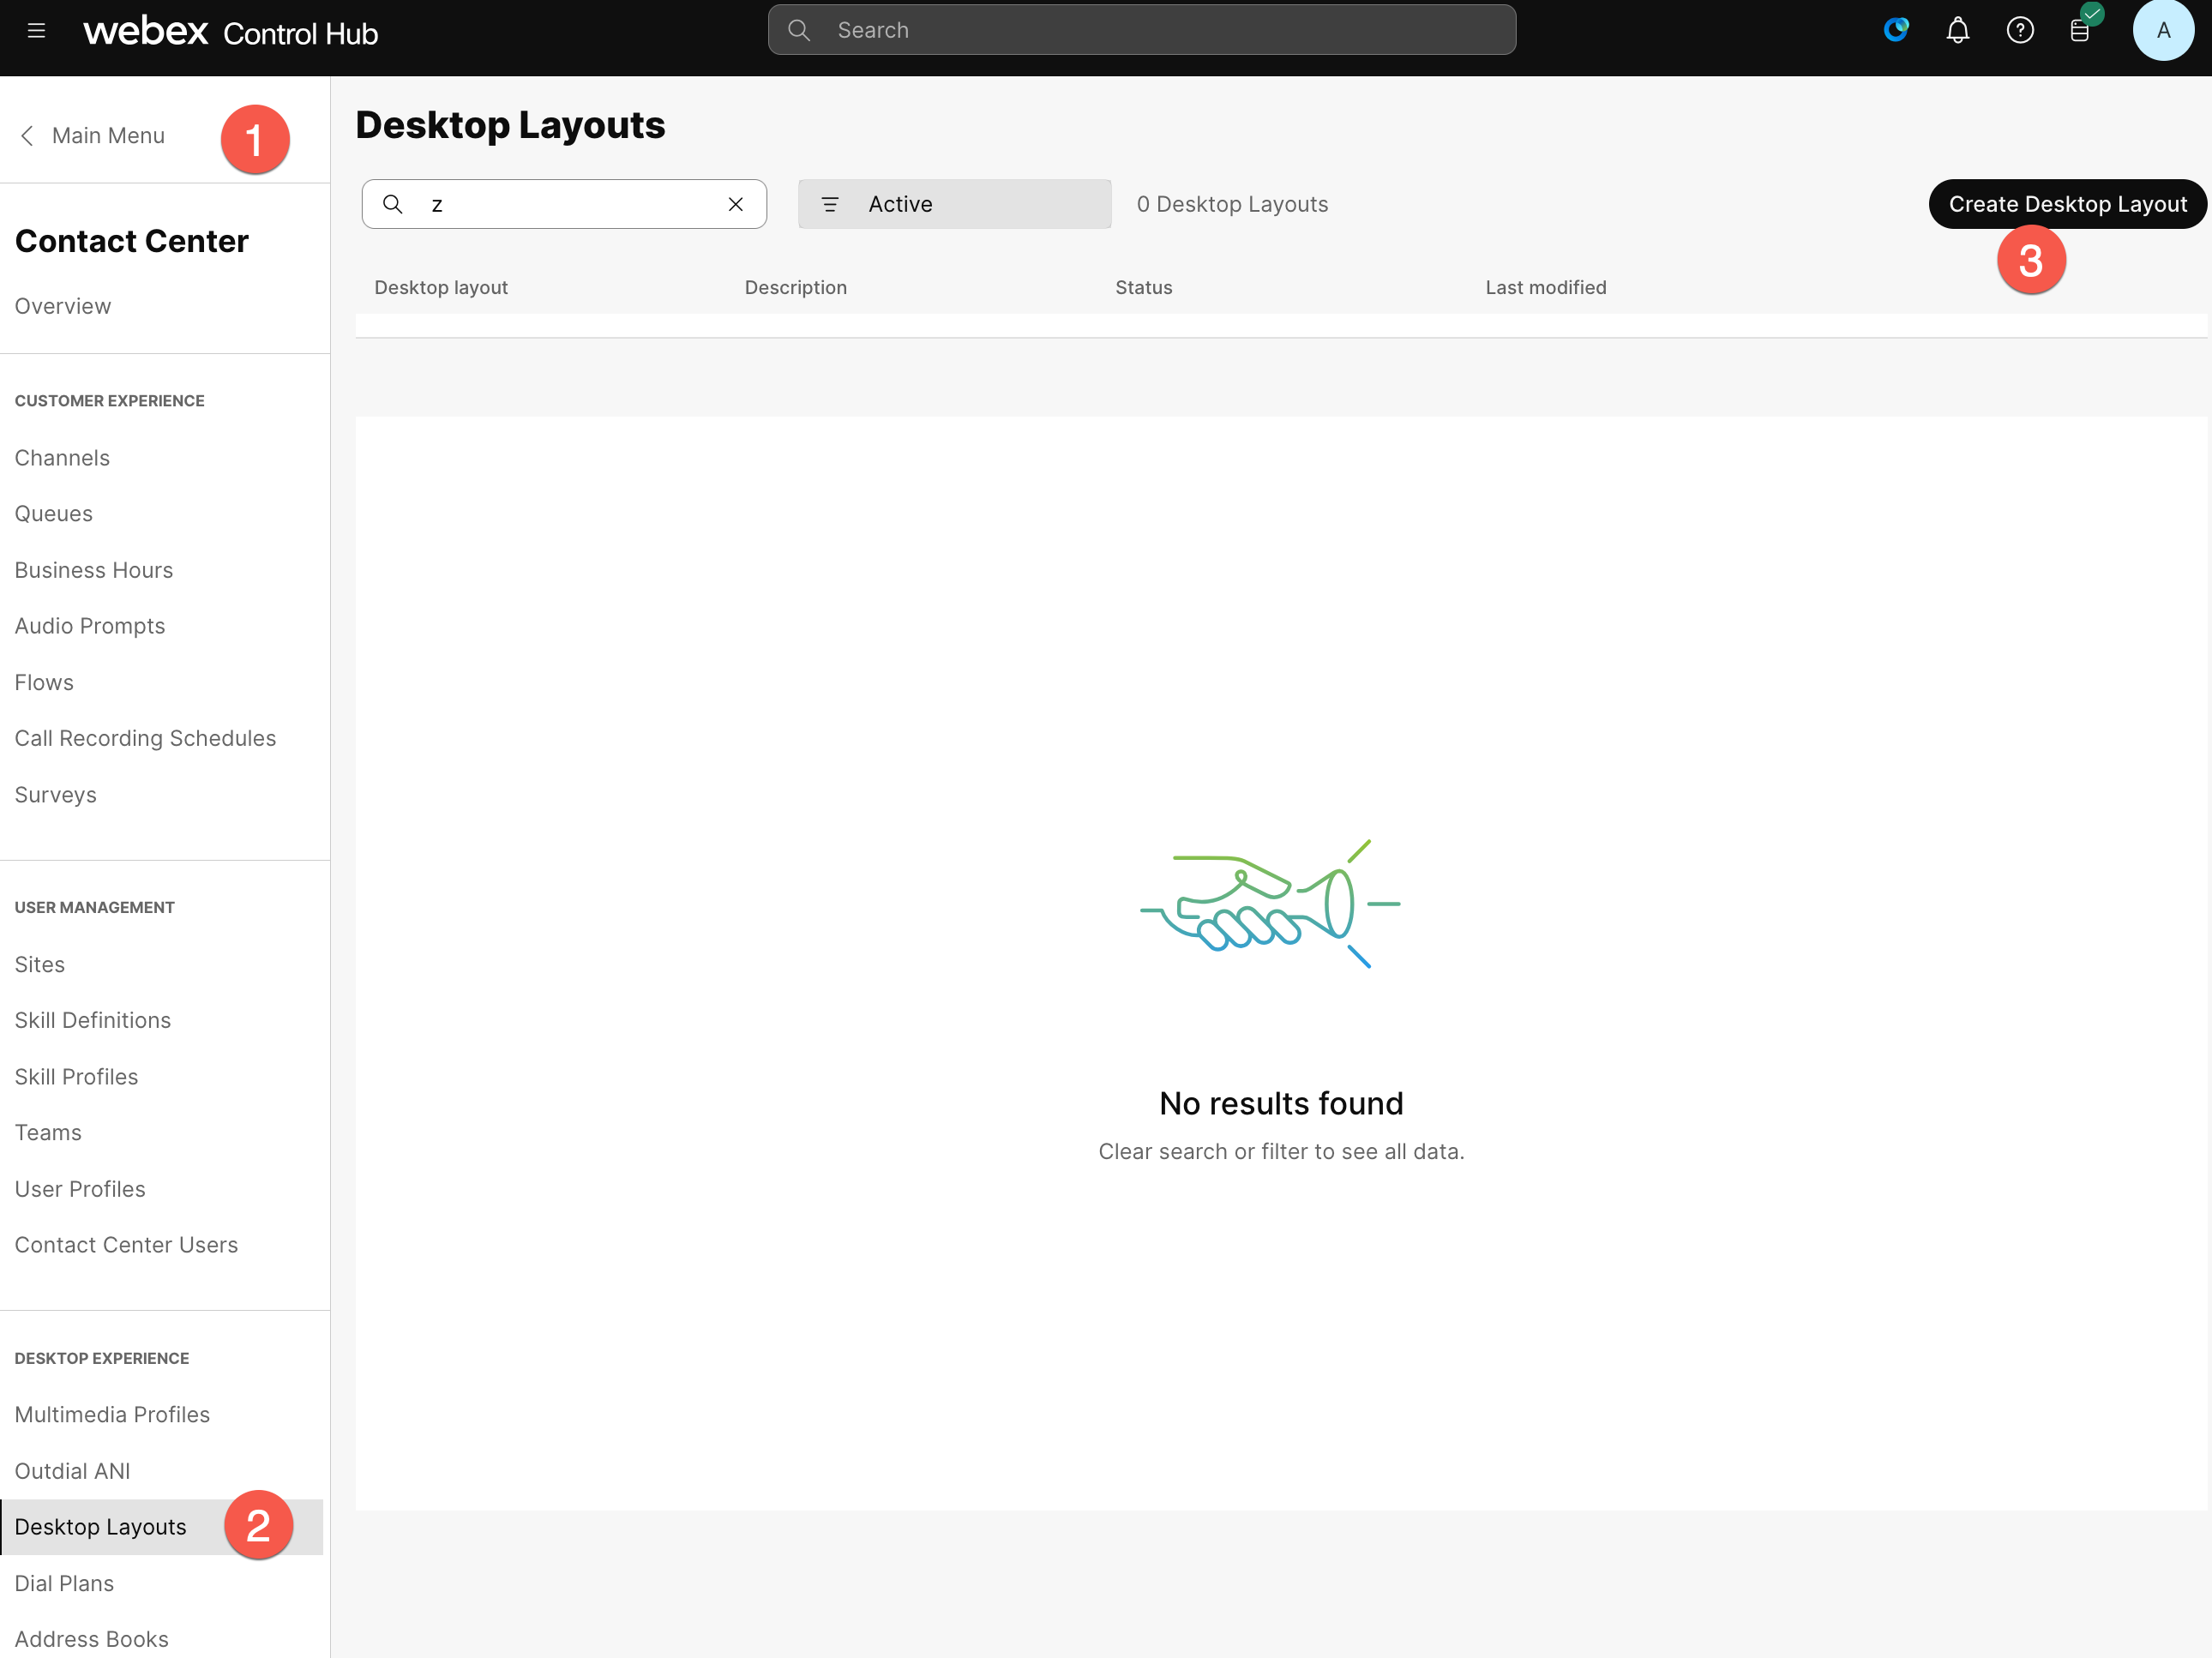 webex Control Hub
Search
A
Main Menu
1
Contact Center
Overview
CUSTOMER EXPERIENCE
Channels
Queues
Business Hours
Audio Prompts
Flows
Call Recording Schedules
Surveys
USER MANAGEMENT
Sites
Skill Definitions
Skill Profiles
Teams
User Profiles
Contact Center Users
DESKTOP EXPERIENCE
Multimedia Profiles
Outdial ANI
Desktop Layouts
2
Dial Plans
Address Books
Desktop Layouts
z
Active
0 Desktop Layouts
Create Desktop Layout
3
Desktop layout Description Status Last modified
No results found
Clear search or filter to see all data.